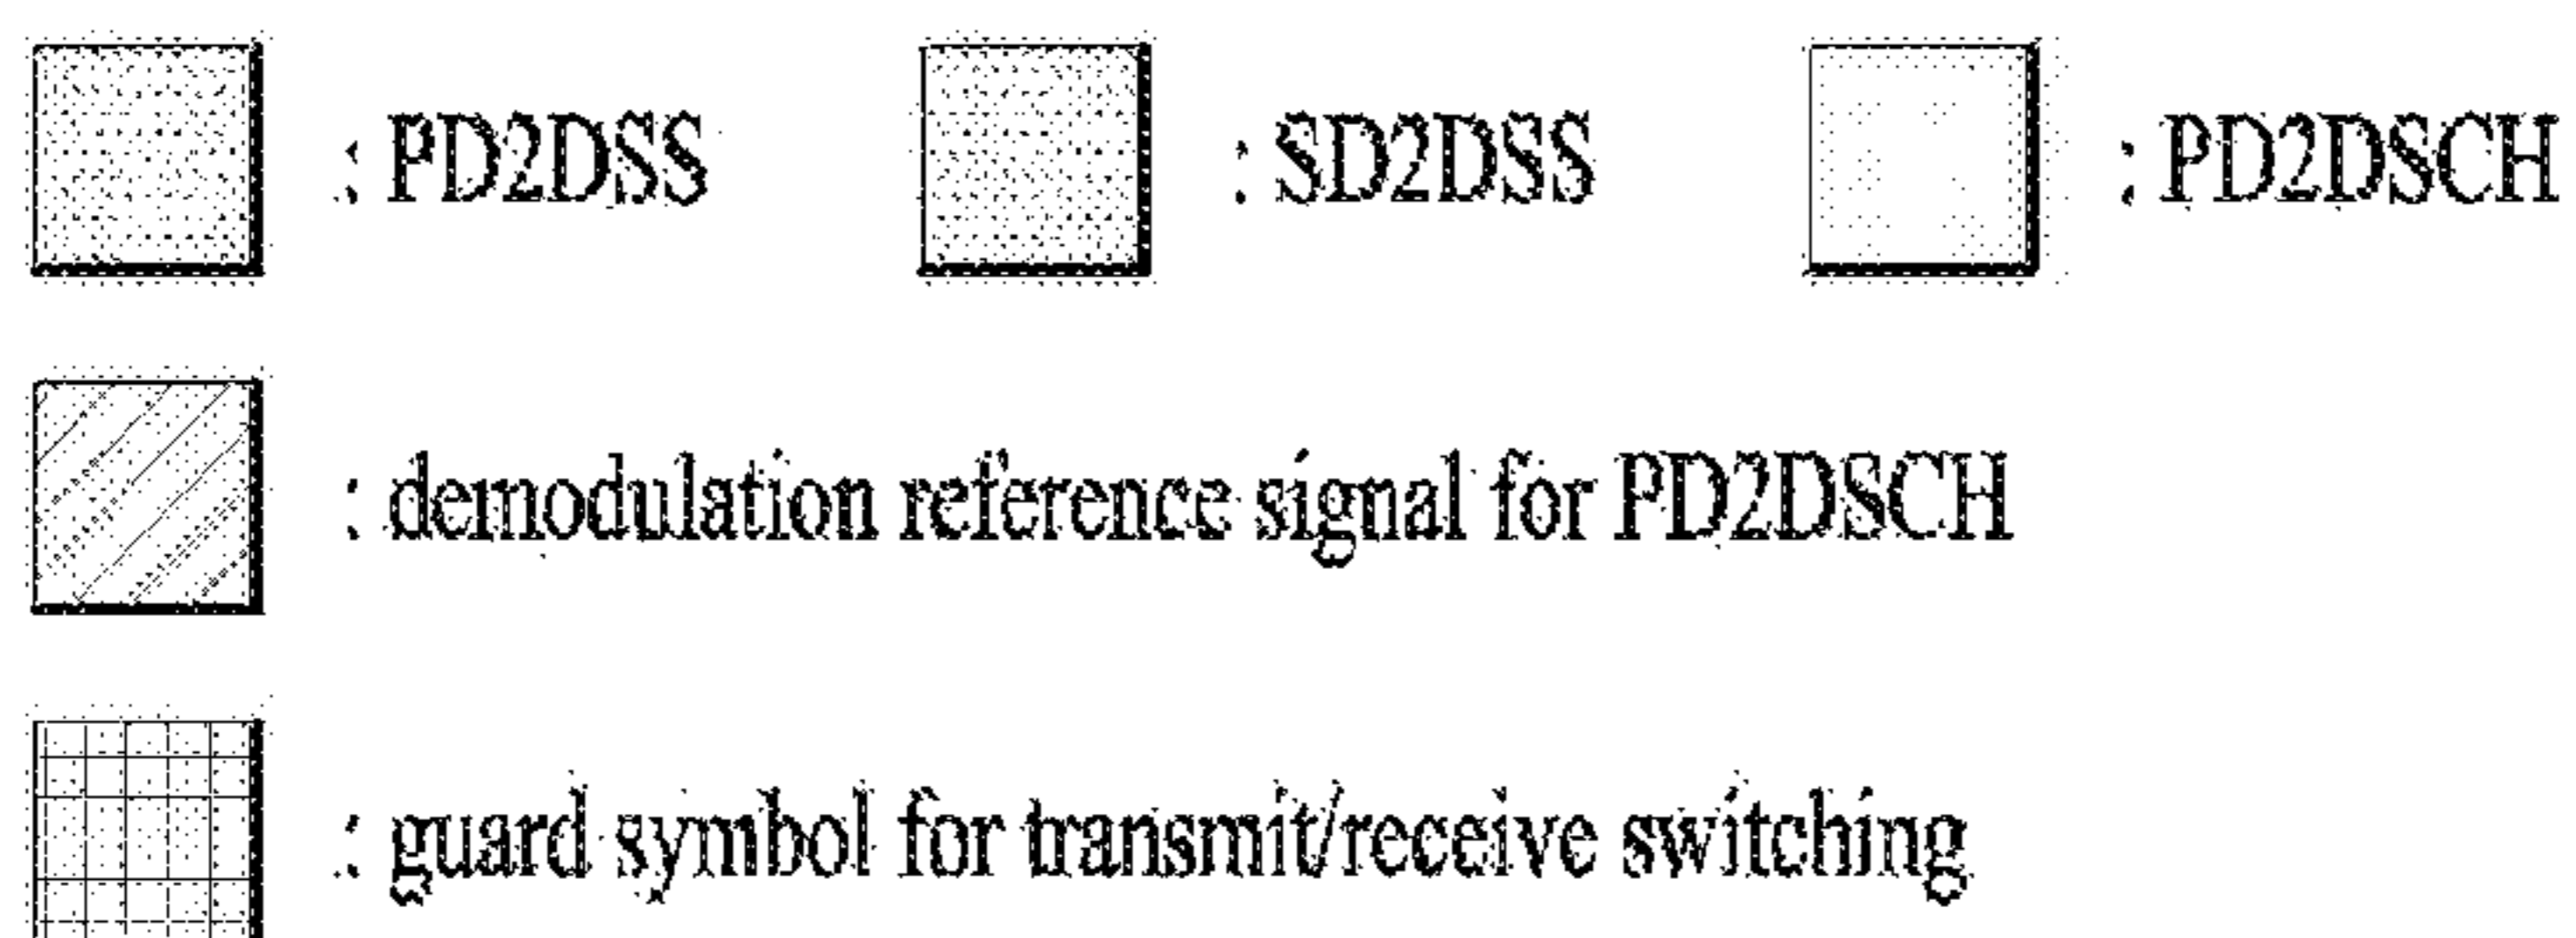 : PD2DSS : SD2DSS : PD2DSCH
: demodulation reference signal for PD2DSCH
: guard symbol for transmit/receive switching